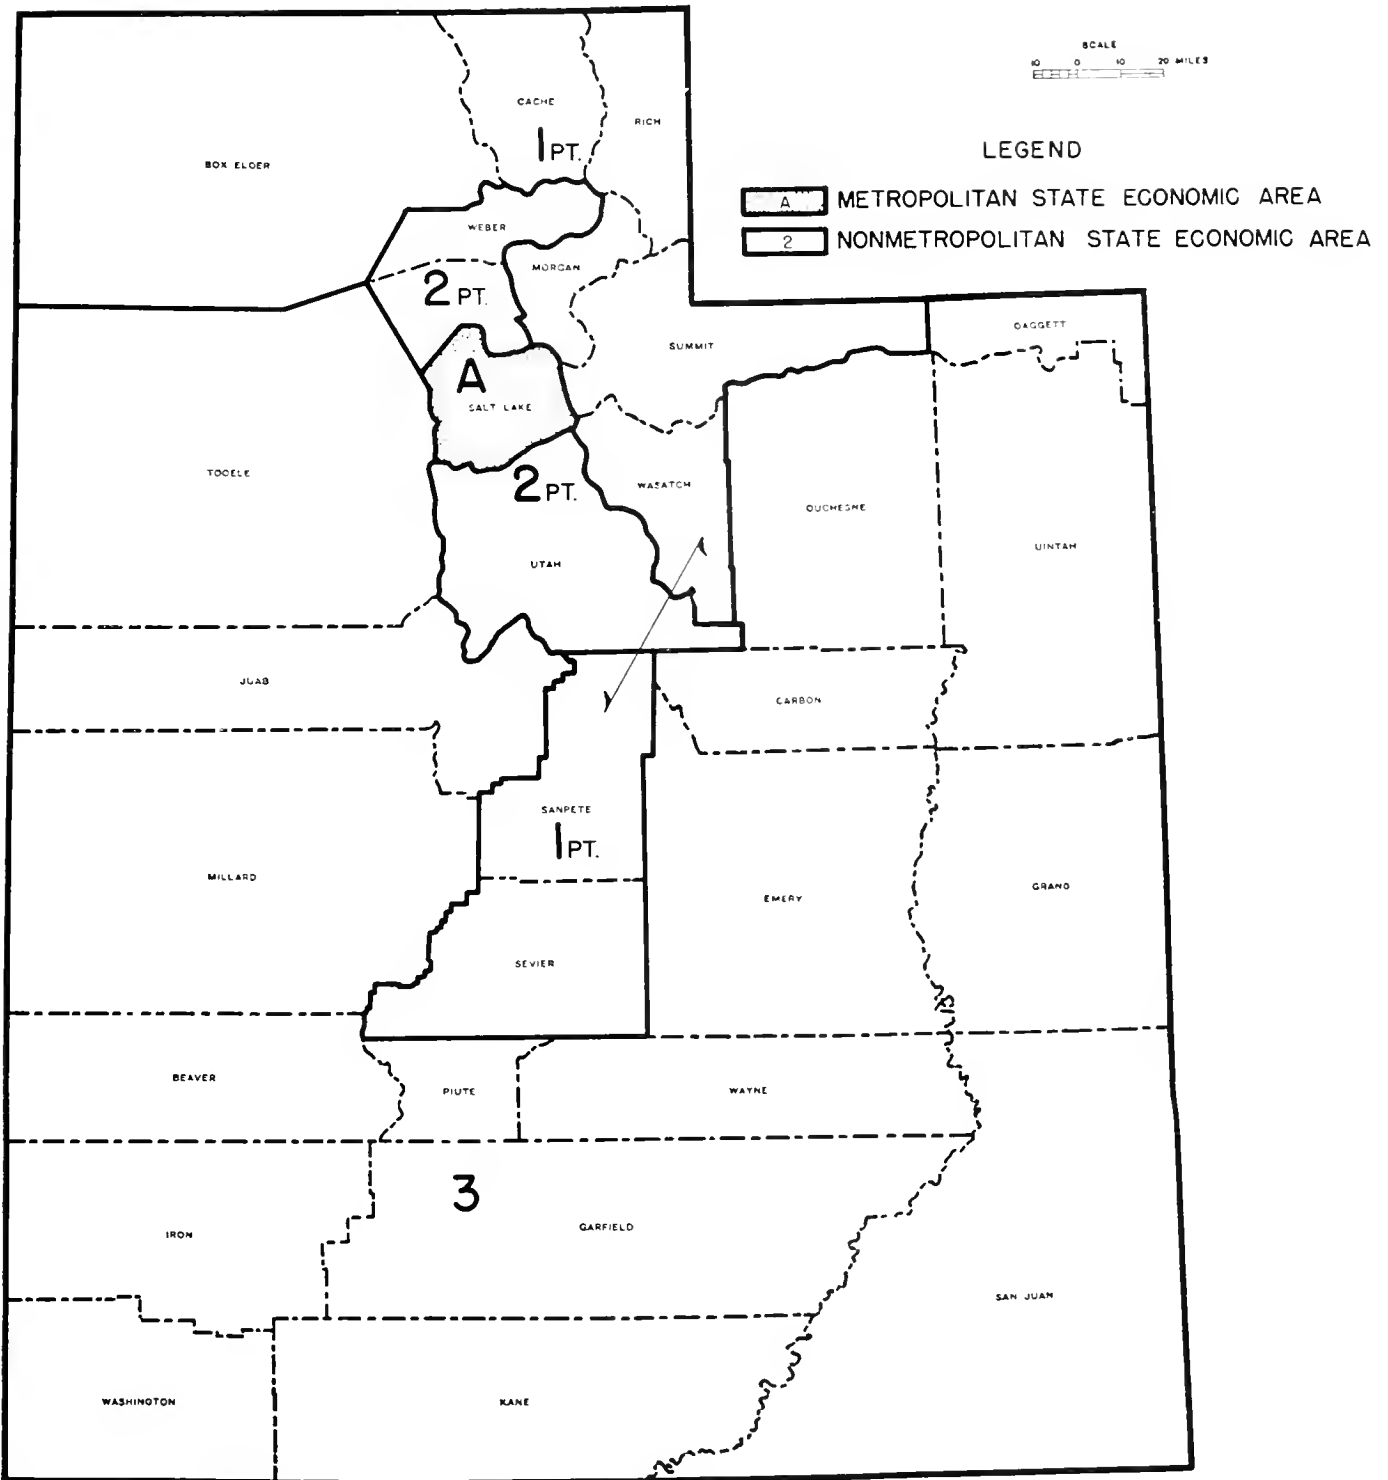 SCALE
10 0 10 20 MILES
LEGEND
A METROPOLITAN STATE ECONOMIC AREA
2 NONMETROPOLITAN STATE ECONOMIC AREA
CACHE
RICH
1 PT.
BOX ELDER
WEBER
MORGAN
2 PT.
DAGGETT
SUMMIT
A
SALT LAKE
TOOELE
2 PT.
WASATCH
DUCHESNE
UINTAH
UTAH
JUAB
CARBON
SANPETE
1 PT.
MILLARD
EMERY
GRAND
SEVIER
BEAVER
PIUTE
WAYNE
3
IRON
GARFIELD
SAN JUAN
WASHINGTON
KANE